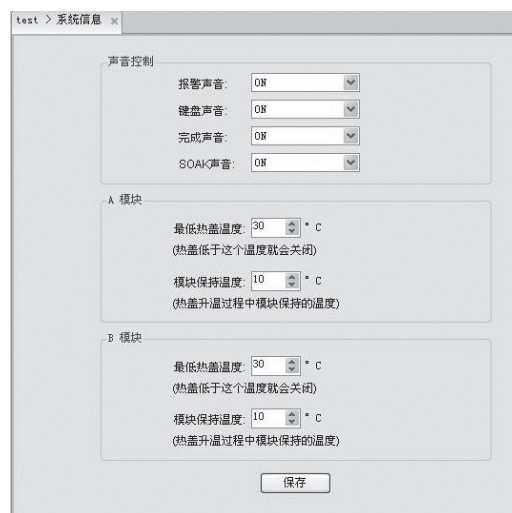 test > 系统信息
声音控制
报警声音: ON
键盘声音: ON
完成声音: ON
SOAK声音: ON
A 模块
最低热盖温度: 30 ° C
(热盖低于这个温度就会关闭)
模块保持温度: 10 ° C
(热盖升温过程中模块保持的温度)
B 模块
最低热盖温度: 30 ° C
(热盖低于这个温度就会关闭)
模块保持温度: 10 ° C
(热盖升温过程中模块保持的温度)
保存